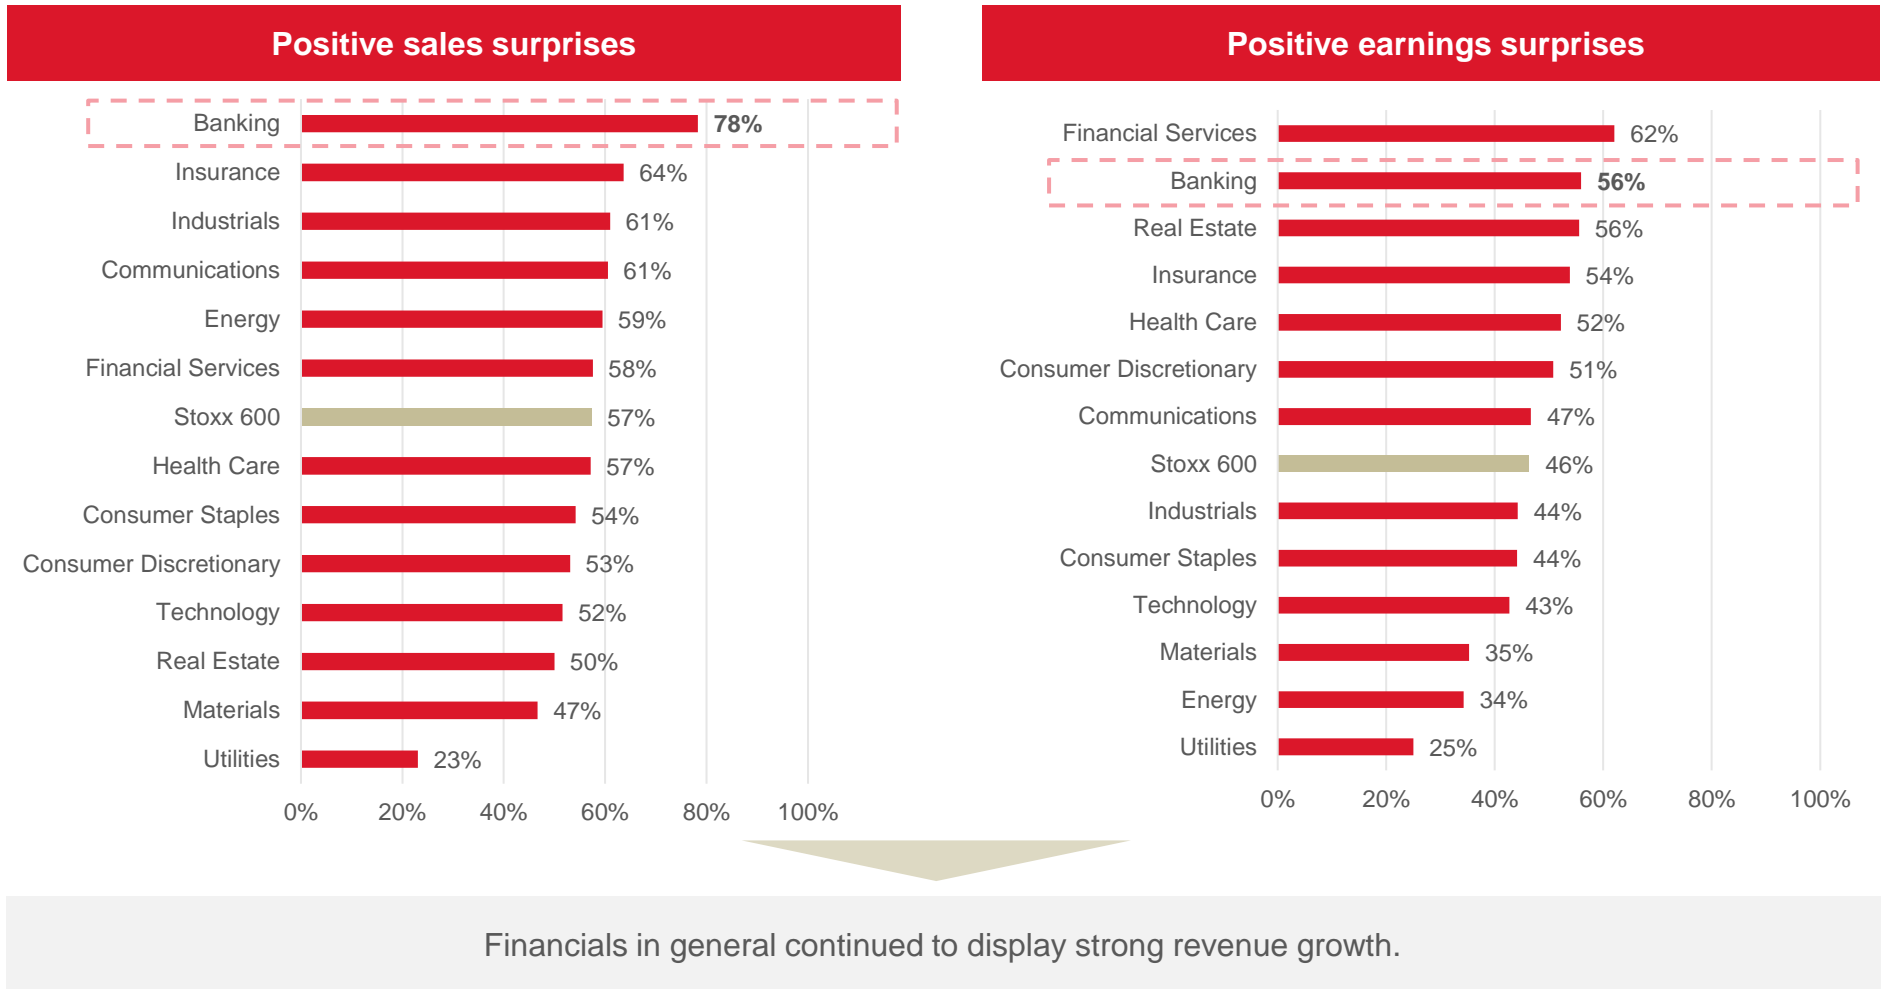 Positive sales surprises
Banking 78%
Insurance 64%
Industrials 61%
Communications 61%
Energy 59%
Financial Services 58%
Stoxx 600 57%
Health Care 57%
Consumer Staples 54%
Consumer Discretionary 53%
Technology 52%
Real Estate 50%
Materials 47%
Utilities 23%
0% 20% 40% 60% 80% 100%
Positive earnings surprises
Financial Services 62%
Banking 56%
Real Estate 56%
Insurance 54%
Health Care 52%
Consumer Discretionary 51%
Communications 47%
Stoxx 600 46%
Industrials 44%
Consumer Staples 44%
Technology 43%
Materials 35%
Energy 34%
Utilities 25%
0% 20% 40% 60% 80% 100%
Financials in general continued to display strong revenue growth.